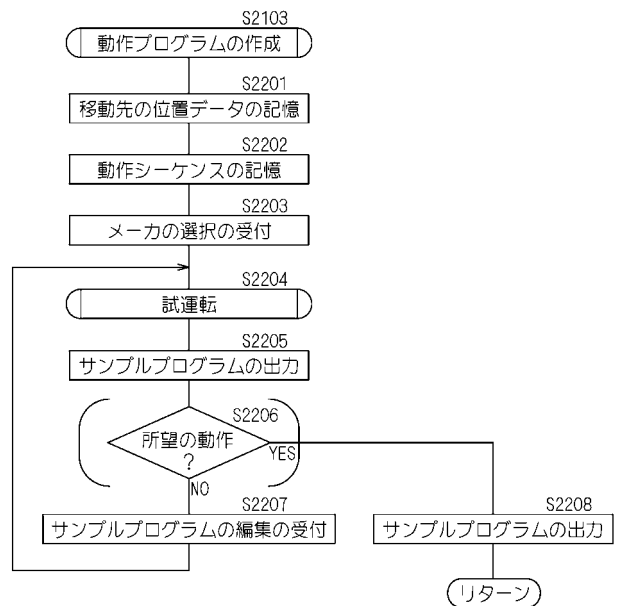 S2103
動作プログラムの作成
S2201
移動先の位置データの記憶
S2202
動作シーケンスの記憶
S2203
メーカの選択の受付
S2204
試運転
S2205
サンプルプログラムの出力
S2206
所望の動作
?
YES
NO
S2207
サンプルプログラムの編集の受付
S2208
サンプルプログラムの出力
リターン